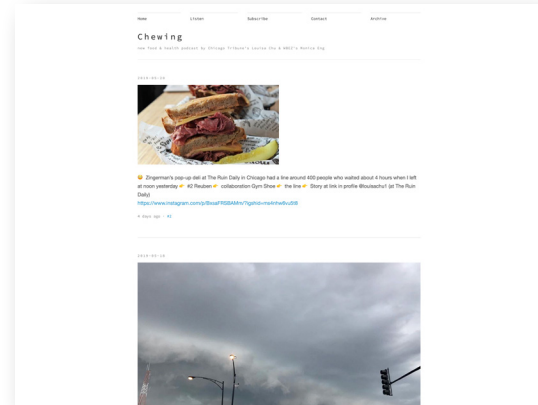 Home
Listen
Subscribe
Contact
Archive
Chewing
new food & health podcast by Chicago Tribune's Louisa Chu & WBEZ's Monica Eng
Zingerman's pop-up deli at The Ruin Daily in Chicago had a line around 400 people who waited about 4 hours when I left
at noon yesterday 👉 #2 Reuben 👉 collaboration Gym Shoe 👉 the line 👉 Story at link in profile @louisachu1 (at The Ruin
Daily)